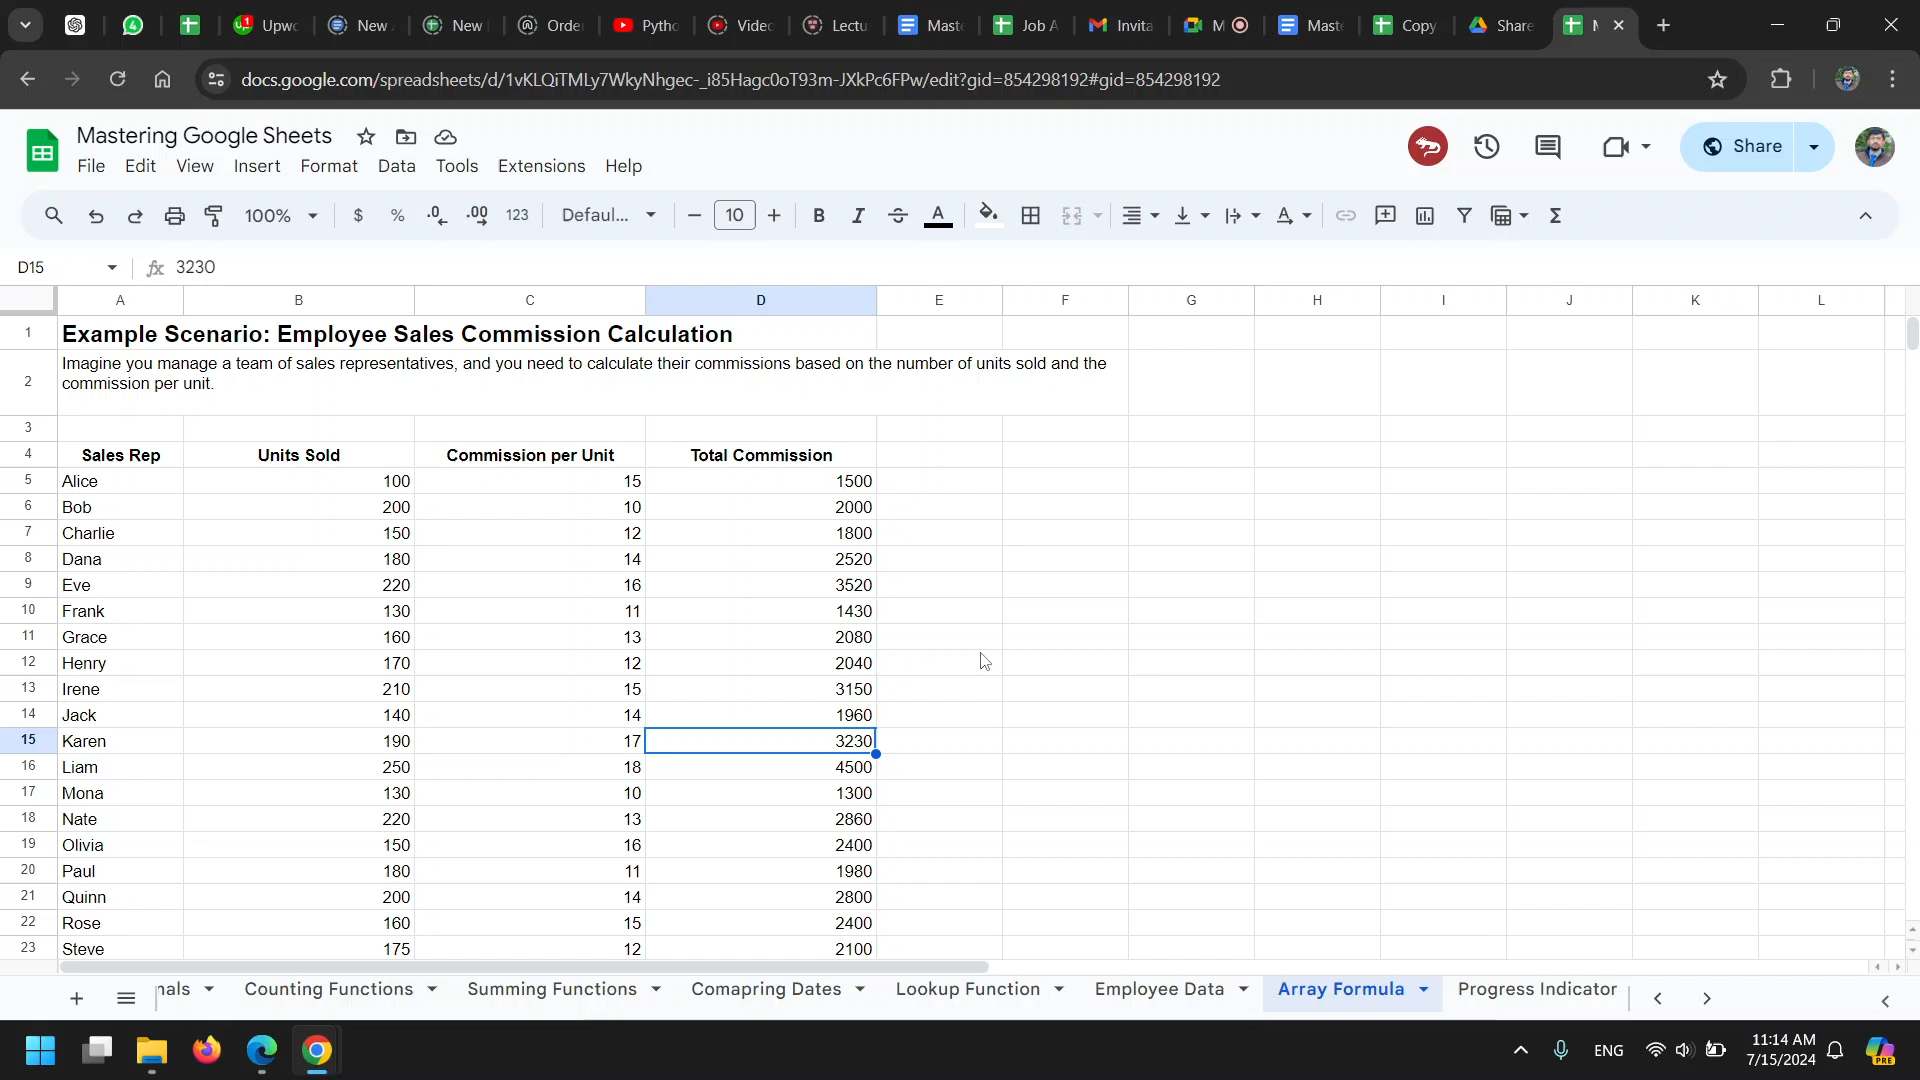 Upwo
New
New
Orde
Pytho
Video
Lectu
Maste
Job A
Invita
M
Maste
Copy
Share
docs.google.com/spreadsheets/d/1vKLQiTMLy7WkyNhgec-_i85Hagc0oT93m-JXkPc6FPw/edit?gid=854298192#gid=854298192
Mastering Google Sheets
File Edit View Insert Format Data Tools Extensions Help
Share
100% $ % .0 .00 123 Defaul... 10 B I
D15 fx 3230
A B C D E F G H I J K L
1 Example Scenario: Employee Sales Commission Calculation
2 Imagine you manage a team of sales representatives, and you need to calculate their commissions based on the number of units sold and the
commission per unit.
3
4 Sales Rep Units Sold Commission per Unit Total Commission
5 Alice 100 15 1500
6 Bob 200 10 2000
7 Charlie 150 12 1800
8 Dana 180 14 2520
9 Eve 220 16 3520
10 Frank 130 11 1430
11 Grace 160 13 2080
12 Henry 170 12 2040
13 Irene 210 15 3150
14 Jack 140 14 1960
15 Karen 190 17 3230
16 Liam 250 18 4500
17 Mona 130 10 1300
18 Nate 220 13 2860
19 Olivia 150 16 2400
20 Paul 180 11 1980
21 Quinn 200 14 2800
22 Rose 160 15 2400
23 Steve 175 12 2100
nals Counting Functions Summing Functions Comapring Dates Lookup Function Employee Data Array Formula Progress Indicator
ENG
11:14 AM
7/15/2024
PRE